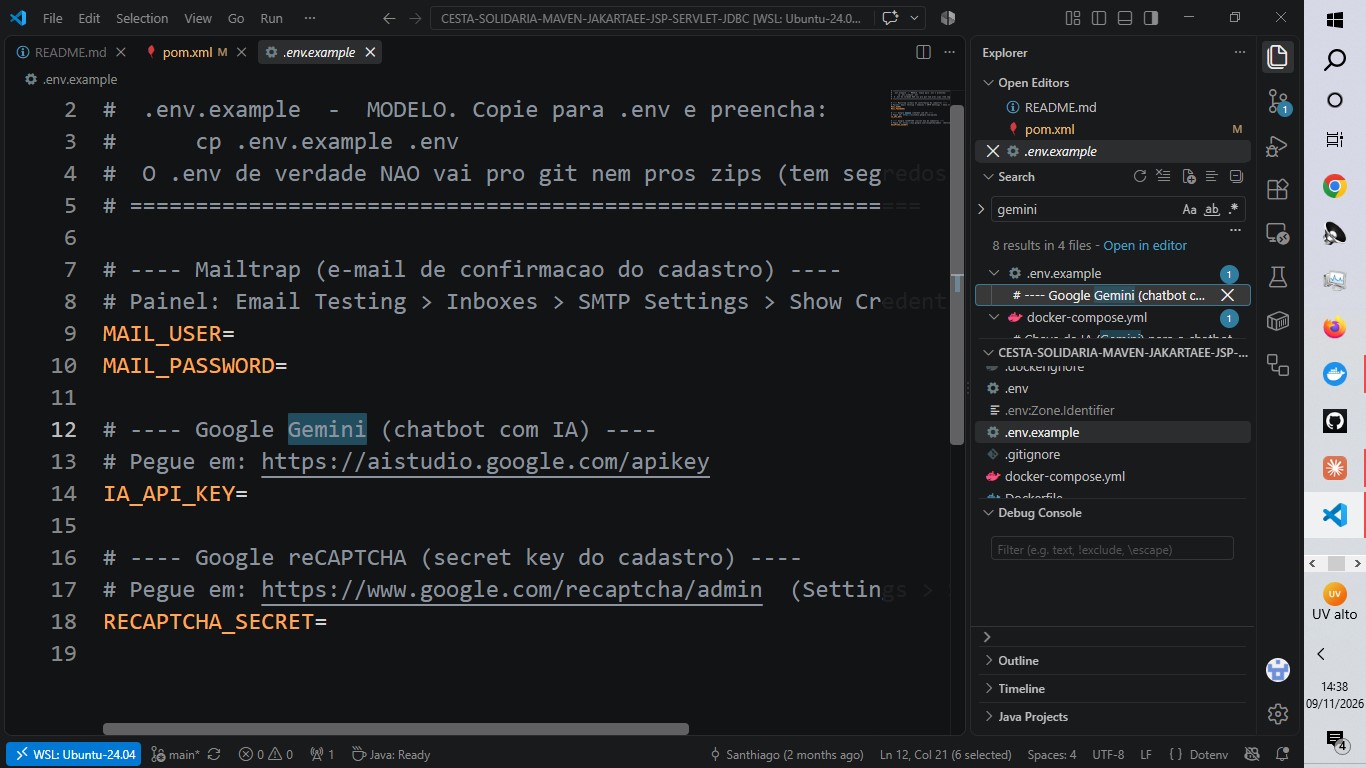 File Edit Selection View Go Run ···
CESTA-SOLIDARIA-MAVEN-JAKARTAEE-JSP-SERVLET-JDBC [WSL: Ubuntu-24.0...
README.md
pom.xml M
.env.example
.env.example
2 # .env.example - MODELO. Copie para .env e preencha:
3 # cp .env.example .env
4 # O .env de verdade NAO vai pro git nem pros zips (tem segredos
5 # =============================================================
6
7 # ---- Mailtrap (e-mail de confirmacao do cadastro) ----
8 # Painel: Email Testing > Inboxes > SMTP Settings > Show Credent
9 MAIL_USER=
10 MAIL_PASSWORD=
11
12 # ---- Google Gemini (chatbot com IA) ----
13 # Pegue em: https://aistudio.google.com/apikey
14 IA_API_KEY=
15
16 # ---- Google reCAPTCHA (secret key do cadastro) ----
17 # Pegue em: https://www.google.com/recaptcha/admin (Settings >
18 RECAPTCHA_SECRET=
19
Explorer
Open Editors
README.md
pom.xml M
.env.example
Search
gemini
Aa ab .*
8 results in 4 files - Open in editor
.env.example 1
# ---- Google Gemini (chatbot c...
docker-compose.yml 1
# Chave da IA (Gemini) para o chatbot
CESTA-SOLIDARIA-MAVEN-JAKARTAEE-JSP-...
.dockerignore
.env
.env:Zone.Identifier
.env.example
.gitignore
docker-compose.yml
Dockerfile
Debug Console
Filter (e.g. text, !exclude, \escape)
Outline
Timeline
Java Projects
1
UV
UV alto
14:38
09/11/2026
4
WSL: Ubuntu-24.04 main* 0 0 1 Java: Ready Santhiago (2 months ago) Ln 12, Col 21 (6 selected) Spaces: 4 UTF-8 LF { } Dotenv